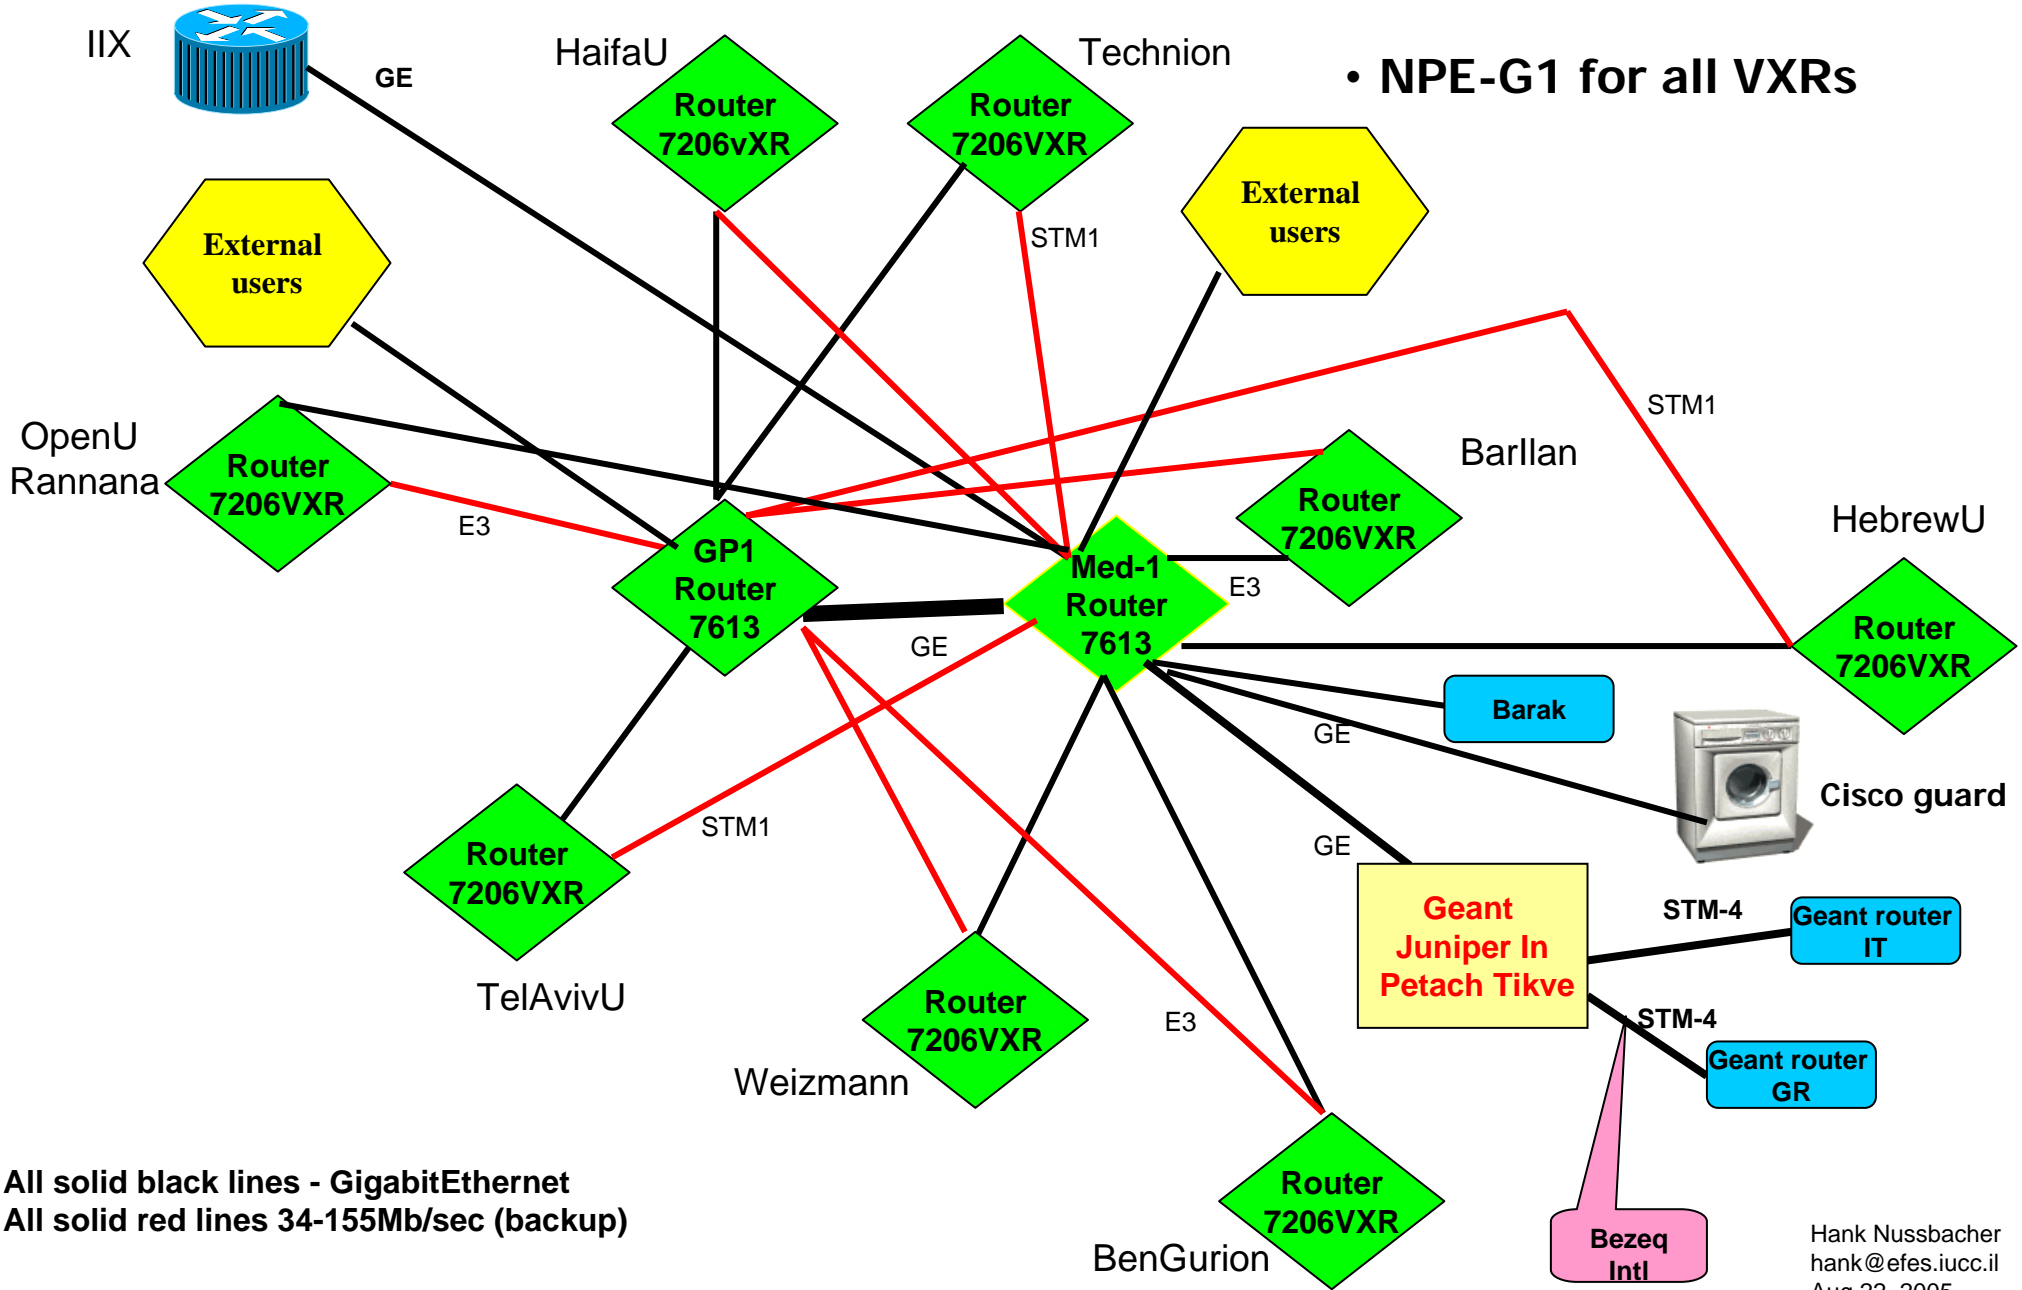 IIX
GE
HaifaU
Technion
• NPE-G1 for all VXRs
Router
7206vXR
Router
7206VXR
External
users
External
users
STM1
STM1
OpenU
Rannana
Router
7206VXR
E3
BarIlan
Router
7206VXR
HebrewU
GP1
Router
7613
Med-1
Router
7613
E3
GE
Router
7206VXR
Barak
GE
Cisco guard
STM1
GE
Router
7206VXR
TelAvivU
Geant
Juniper In
Petach Tikve
STM-4
Geant router
IT
STM-4
Geant router
GR
Router
7206VXR
Weizmann
E3
All solid black lines - GigabitEthernet
All solid red lines 34-155Mb/sec (backup)
Router
7206VXR
BenGurion
Bezeq
Intl
Hank Nussbacher
hank@efes.iucc.il
Aug 22, 2005